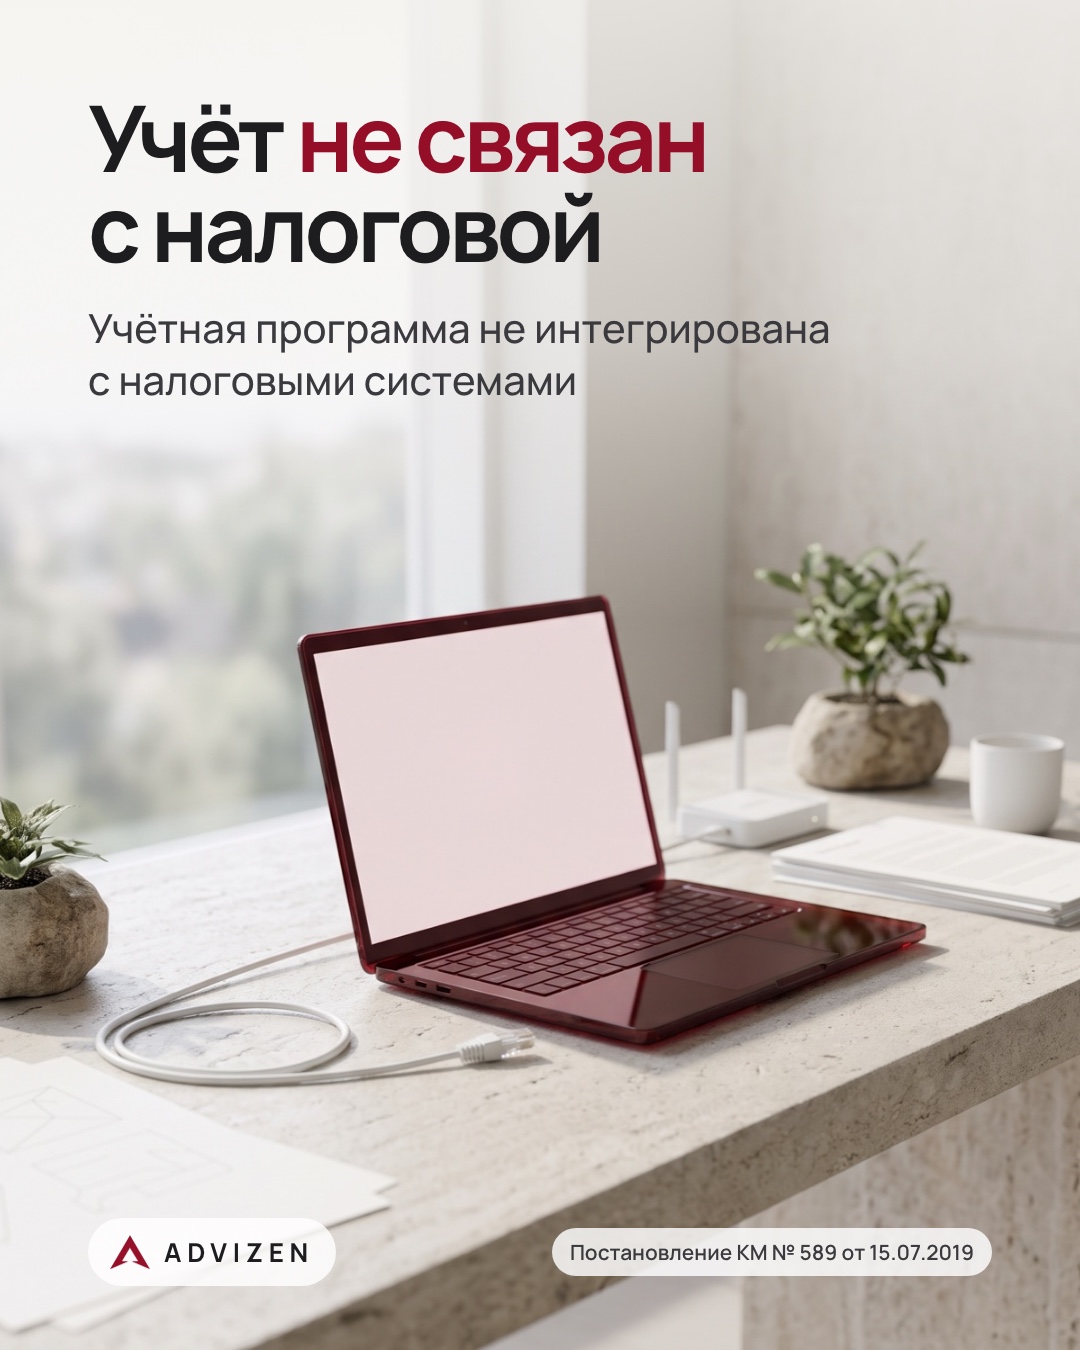 Учёт не связан
с налоговой
Учётная программа не интегрирована
с налоговыми системами
ADVIZEN
Постановление КМ № 589 от 15.07.2019